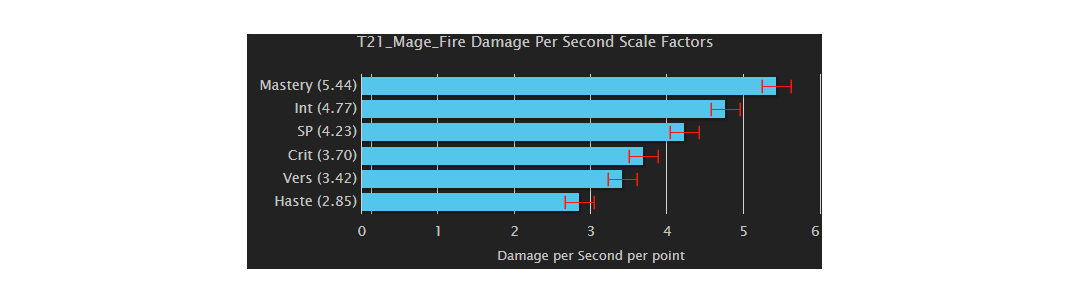 T21_Mage_Fire Damage Per Second Scale Factors
Mastery (5.44)
Int (4.77)
SP (4.23)
Crit (3.70)
Vers (3.42)
Haste (2.85)
0 1 2 3 4 5 6
Damage per Second per point